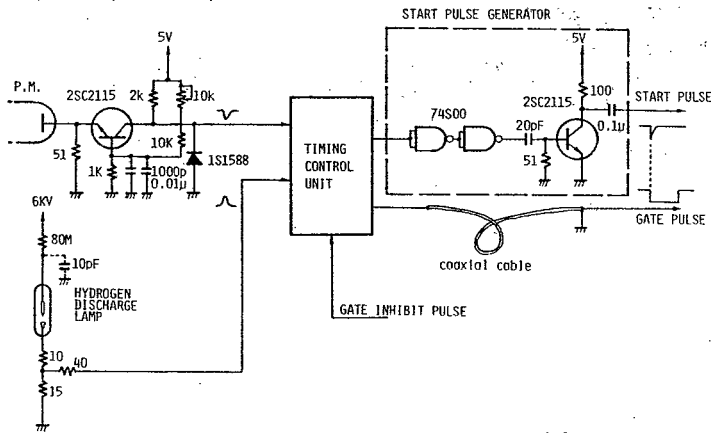 START PULSE GENERATOR
5V
5V
P.M.
2SC2115
2k
10k
51
1K
10K
1000p
0.01μ
1S1588
TIMING
CONTROL
UNIT
74S00
20pF
51
2SC2115
100
0.1μ
START PULSE
GATE PULSE
coaxial cable
GATE INHIBIT PULSE
6KV
80M
10pF
HYDROGEN
DISCHARGE
LAMP
10
40
15